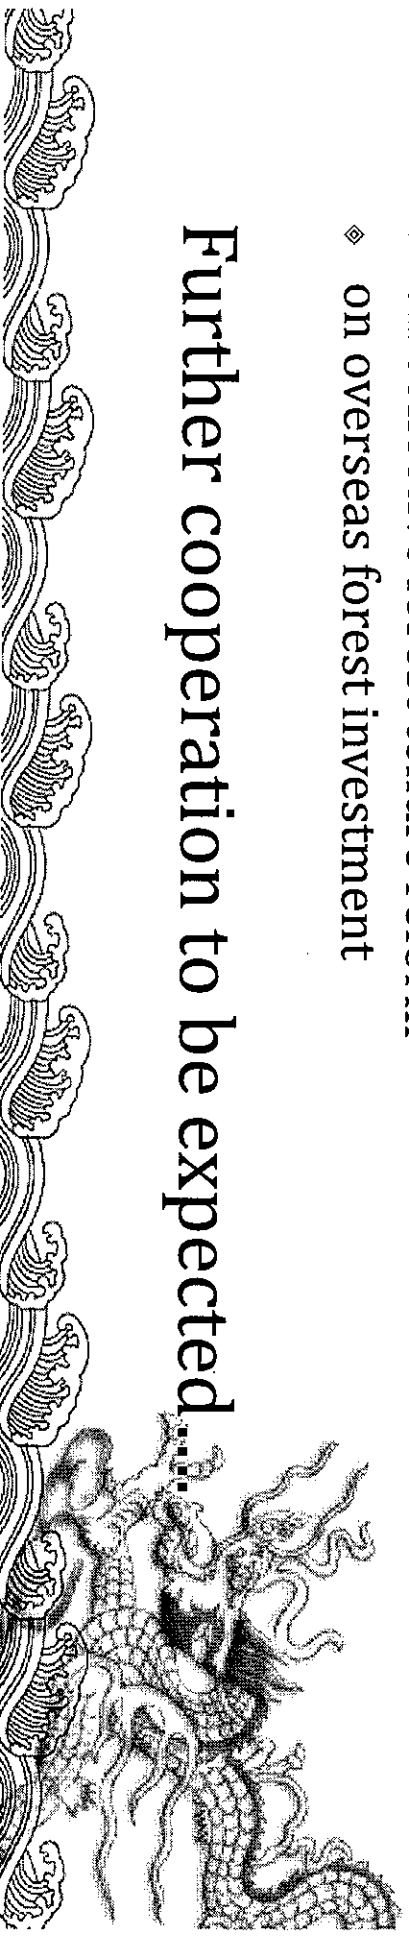 ◈ on overseas forest investment
Further cooperation to be expected.....